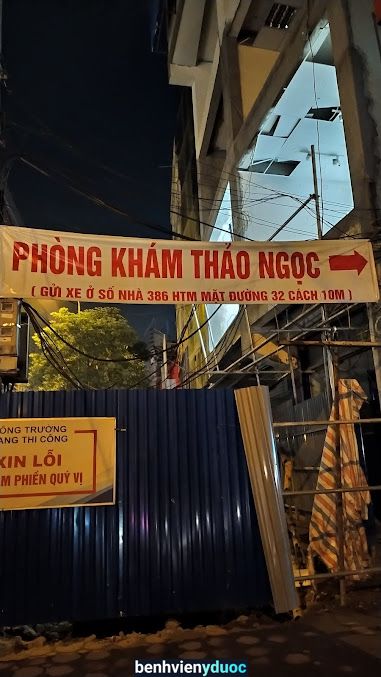 PHÒNG KHÁM THẢO NGỌC
( GỬI XE Ở SỐ NHÀ 386 HTM MẶT ĐƯỜNG 32 CÁCH 10M )
ÔNG TRƯỜNG
ANG THI CÔNG
XIN LỖI
ÀM PHIỀN QUÝ VỊ
benhvienyduoc